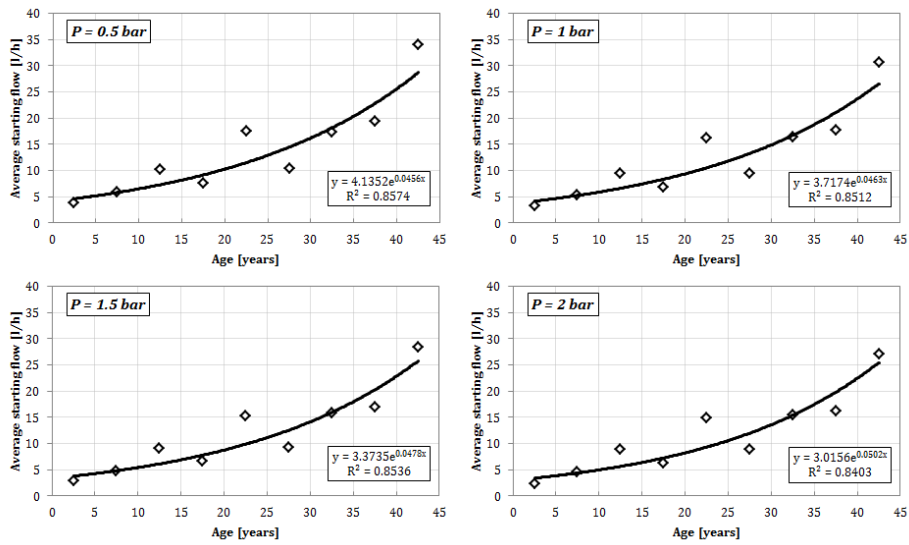 P = 0.5 bar
Average starting flow [l/h]
40
35
30
25
20
15
10
5
0
y = 4.1352e^0.0456x
R² = 0.8574
0 5 10 15 20 25 30 35 40 45
Age [years]
P = 1 bar
Average starting flow [l/h]
40
35
30
25
20
15
10
5
0
y = 3.7174e^0.0463x
R² = 0.8512
0 5 10 15 20 25 30 35 40 45
Age [years]
P = 1.5 bar
Average starting flow [l/h]
40
35
30
25
20
15
10
5
0
y = 3.3735e^0.0478x
R² = 0.8536
0 5 10 15 20 25 30 35 40 45
Age [years]
P = 2 bar
Average starting flow [l/h]
40
35
30
25
20
15
10
5
0
y = 3.0156e^0.0502x
R² = 0.8403
0 5 10 15 20 25 30 35 40 45
Age [years]